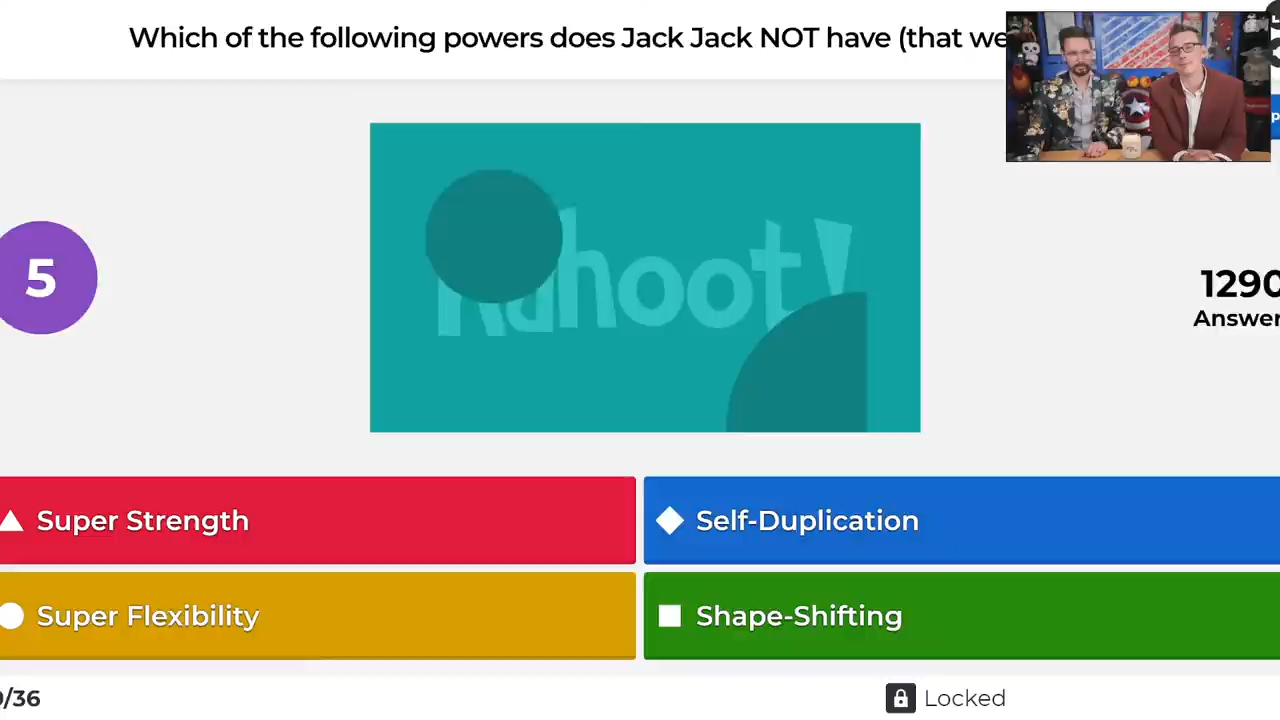 Which of the following powers does Jack Jack NOT have (that we
5
Kahoot!
1290
Answer
Super Strength
Self-Duplication
Super Flexibility
Shape-Shifting
/36
Locked